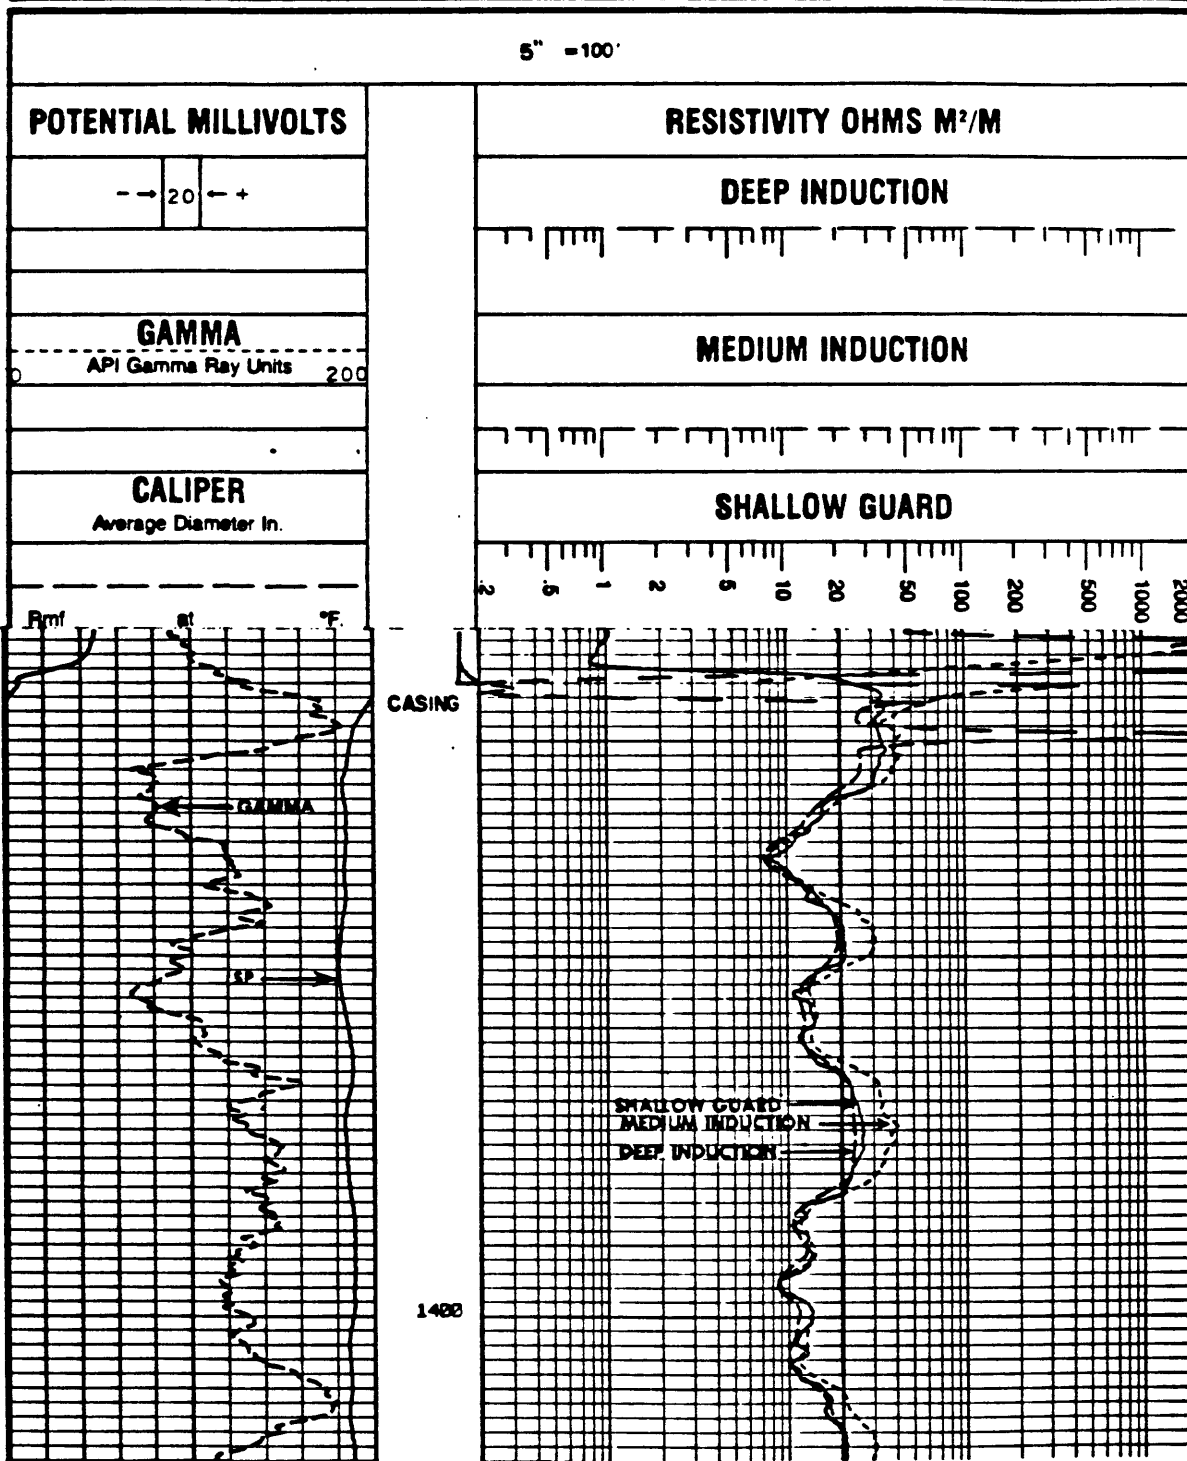 5" =100'
POTENTIAL MILLIVOLTS
- → 20 ← +
GAMMA
API Gamma Ray Units
0 200
CALIPER
Average Diameter In.
Rmf at °F.
RESISTIVITY OHMS M²/M
DEEP INDUCTION
MEDIUM INDUCTION
SHALLOW GUARD
.2 .5 1 2 5 10 20 50 100 200 500 1000 2000
CASING
GAMMA
SP
SHALLOW GUARD
MEDIUM INDUCTION
DEEP INDUCTION
1400